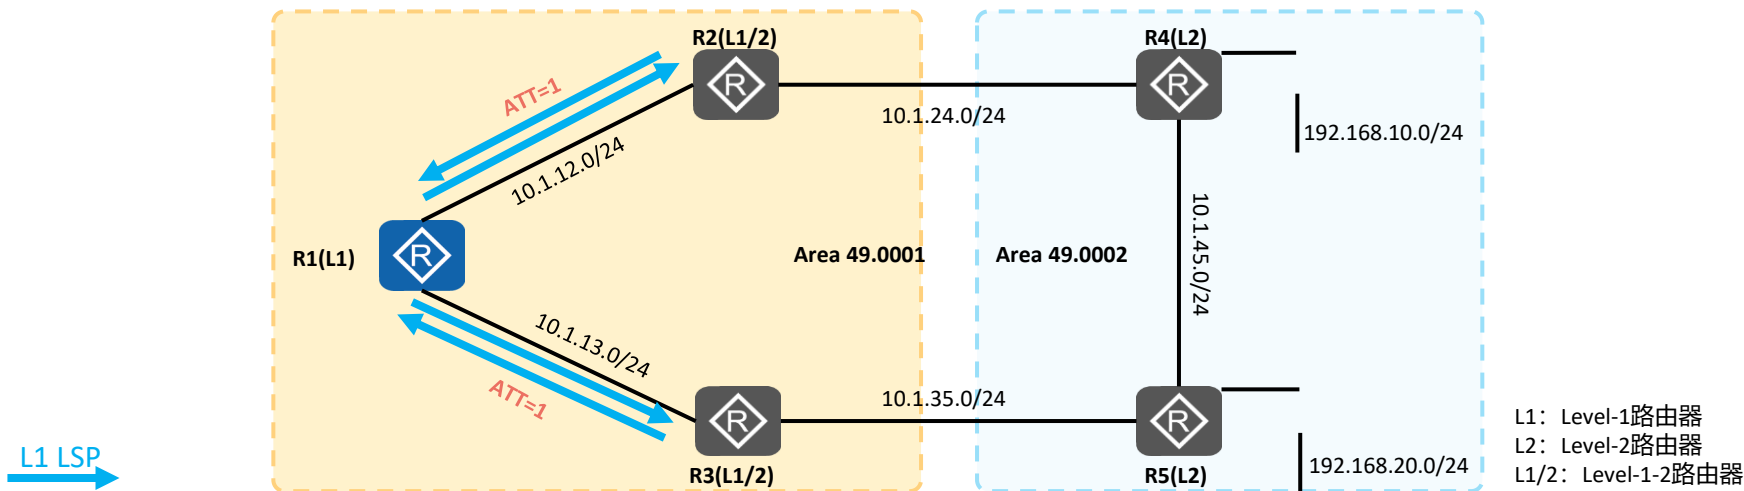 R2(L1/2)
R4(L2)
ATT=1
R
R
10.1.24.0/24
192.168.10.0/24
10.1.12.0/24
R1(L1)
R
Area 49.0001
Area 49.0002
10.1.45.0/24
10.1.13.0/24
ATT=1
10.1.35.0/24
R
R
L1 LSP
R3(L1/2)
R5(L2)
192.168.20.0/24
L1：Level-1路由器
L2：Level-2路由器
L1/2：Level-1-2路由器